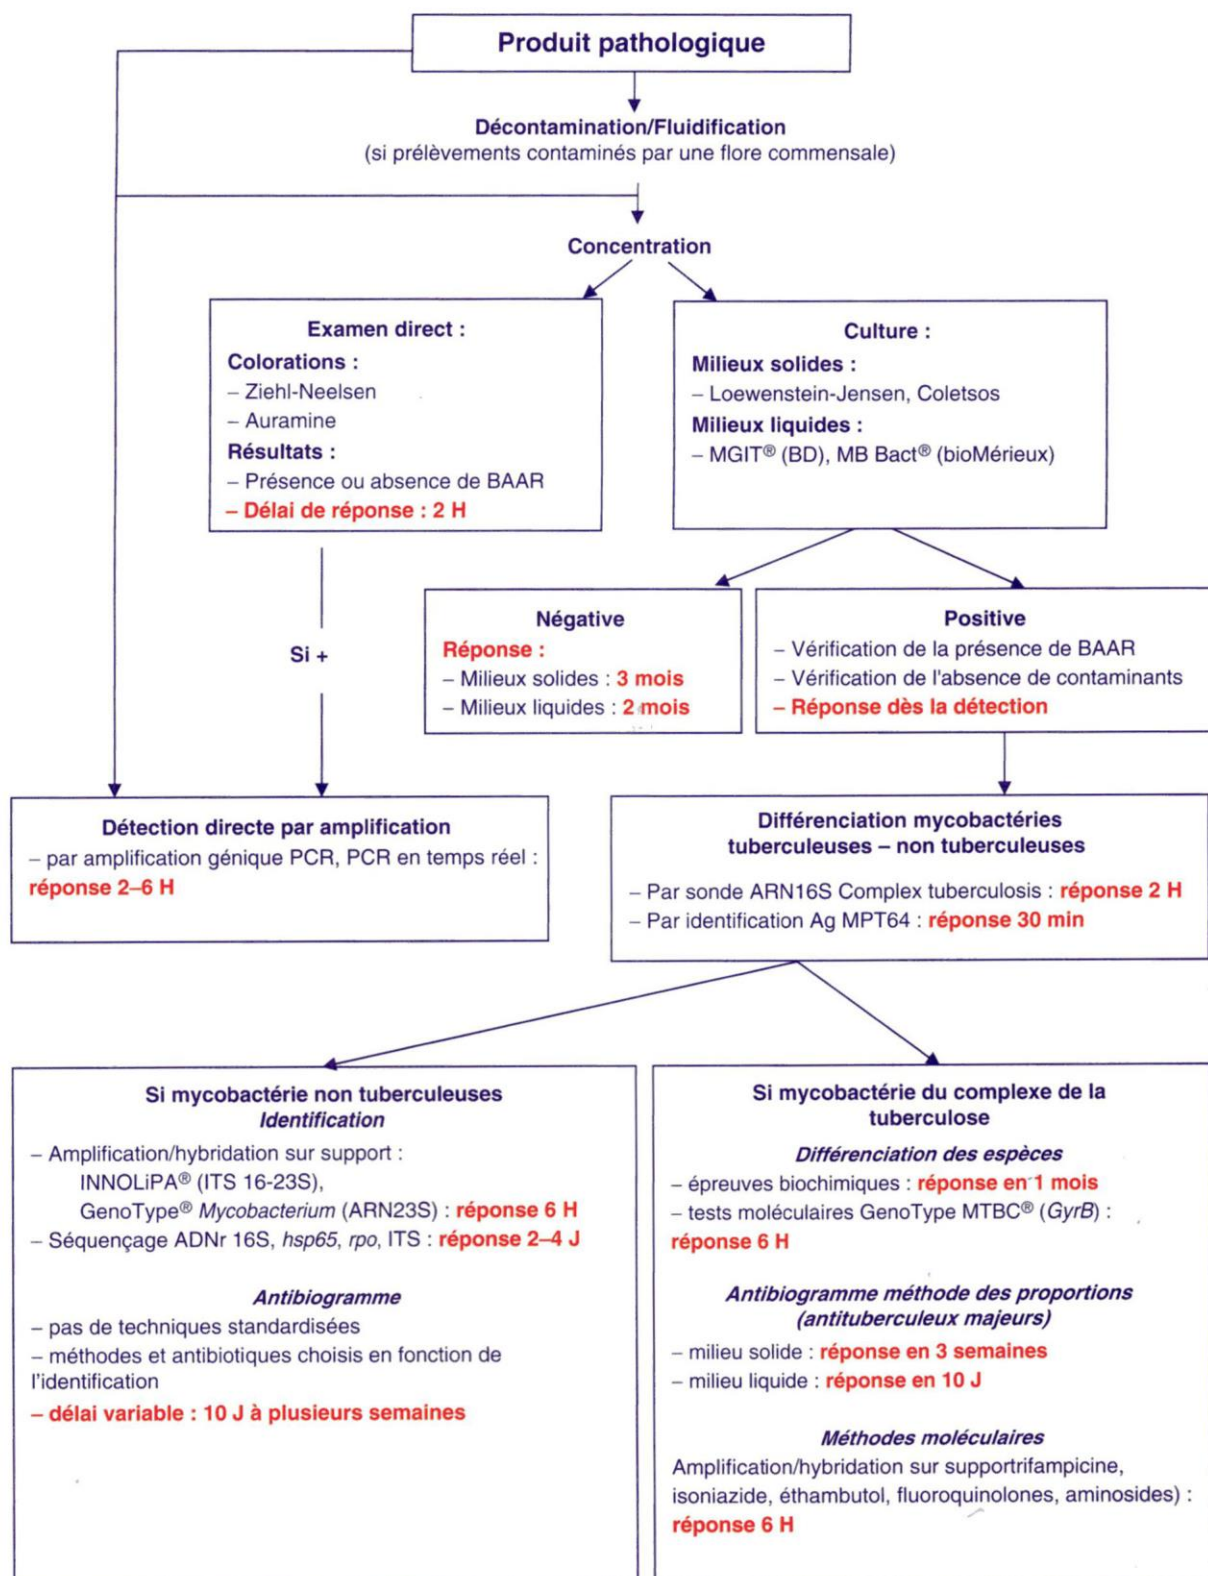 Produit pathologique
Décontamination/Fluidification
(si prélèvements contaminés par une flore commensale)
Concentration
Examen direct :
Colorations :
– Ziehl-Neelsen
– Auramine
Résultats :
– Présence ou absence de BAAR
– Délai de réponse : 2 H
Culture :
Milieux solides :
– Loewenstein-Jensen, Coletsos
Milieux liquides :
– MGIT® (BD), MB Bact® (bioMérieux)
Si +
Négative
Réponse :
– Milieux solides : 3 mois
– Milieux liquides : 2 mois
Positive
– Vérification de la présence de BAAR
– Vérification de l'absence de contaminants
– Réponse dès la détection
Détection directe par amplification
– par amplification génique PCR, PCR en temps réel :
réponse 2–6 H
Différenciation mycobactéries
tuberculeuses – non tuberculeuses
– Par sonde ARN16S Complex tuberculosis : réponse 2 H
– Par identification Ag MPT64 : réponse 30 min
Si mycobactérie non tuberculeuses
Identification
– Amplification/hybridation sur support :
INNOLiPA® (ITS 16-23S),
GenoType® Mycobacterium (ARN23S) : réponse 6 H
– Séquençage ADNr 16S, hsp65, rpo, ITS : réponse 2–4 J
Antibiogramme
– pas de techniques standardisées
– méthodes et antibiotiques choisis en fonction de
l'identification
– délai variable : 10 J à plusieurs semaines
Si mycobactérie du complexe de la
tuberculose
Différenciation des espèces
– épreuves biochimiques : réponse en 1 mois
– tests moléculaires GenoType MTBC® (GyrB) :
réponse 6 H
Antibiogramme méthode des proportions
(antituberculeux majeurs)
– milieu solide : réponse en 3 semaines
– milieu liquide : réponse en 10 J
Méthodes moléculaires
Amplification/hybridation sur supportrifampicine,
isoniazide, éthambutol, fluoroquinolones, aminosides) :
réponse 6 H